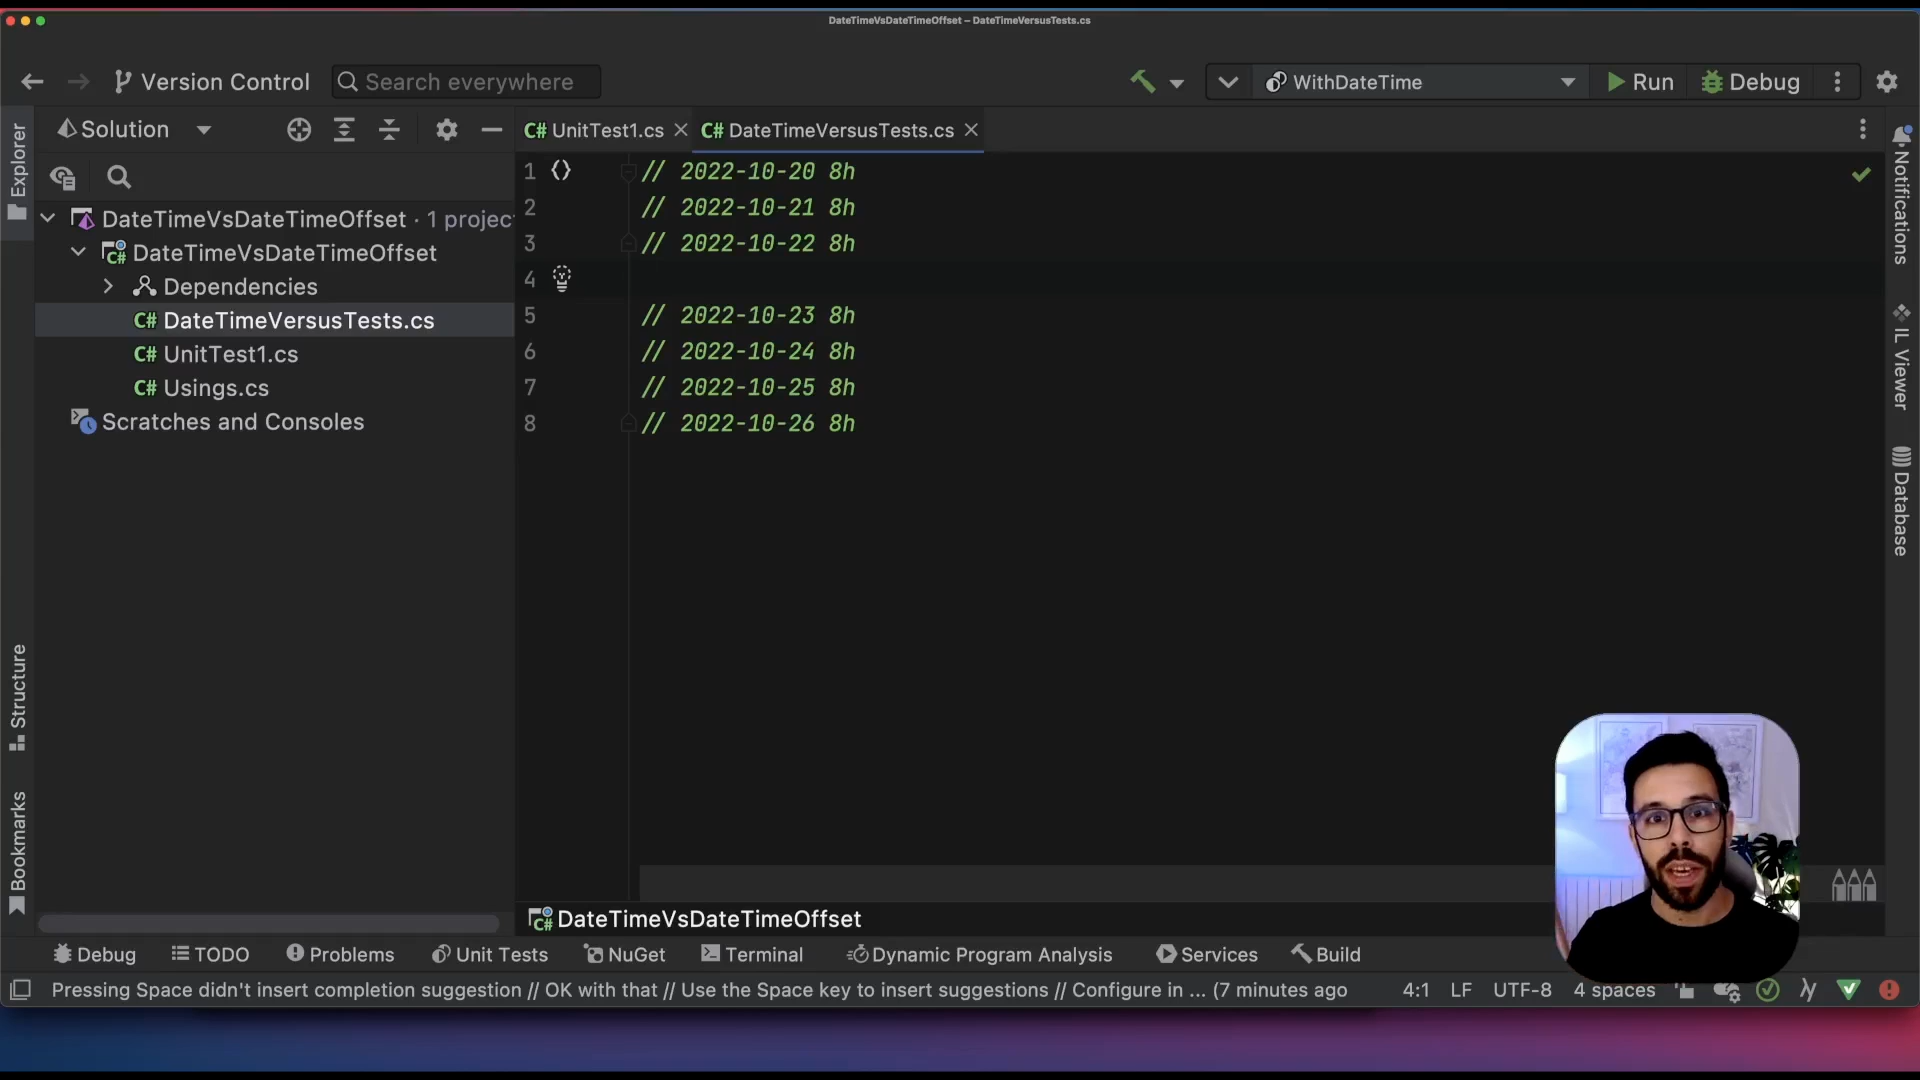 DateTimeVsDateTimeOffset – DateTimeVersusTests.cs
Version Control
Search everywhere
WithDateTime
Run
Debug
Explorer
Solution
C# UnitTest1.cs
C# DateTimeVersusTests.cs
Notifications
DateTimeVsDateTimeOffset · 1 projec
C# DateTimeVsDateTimeOffset
Dependencies
C# DateTimeVersusTests.cs
C# UnitTest1.cs
C# Usings.cs
Scratches and Consoles
1 // 2022-10-20 8h
2 // 2022-10-21 8h
3 // 2022-10-22 8h
4
5 // 2022-10-23 8h
6 // 2022-10-24 8h
7 // 2022-10-25 8h
8 // 2022-10-26 8h
IL Viewer
Database
Structure
Bookmarks
C# DateTimeVsDateTimeOffset
Debug
TODO
Problems
Unit Tests
NuGet
Terminal
Dynamic Program Analysis
Services
Build
Pressing Space didn't insert completion suggestion // OK with that // Use the Space key to insert suggestions // Configure in ... (7 minutes ago
4:1
LF
UTF-8
4 spaces